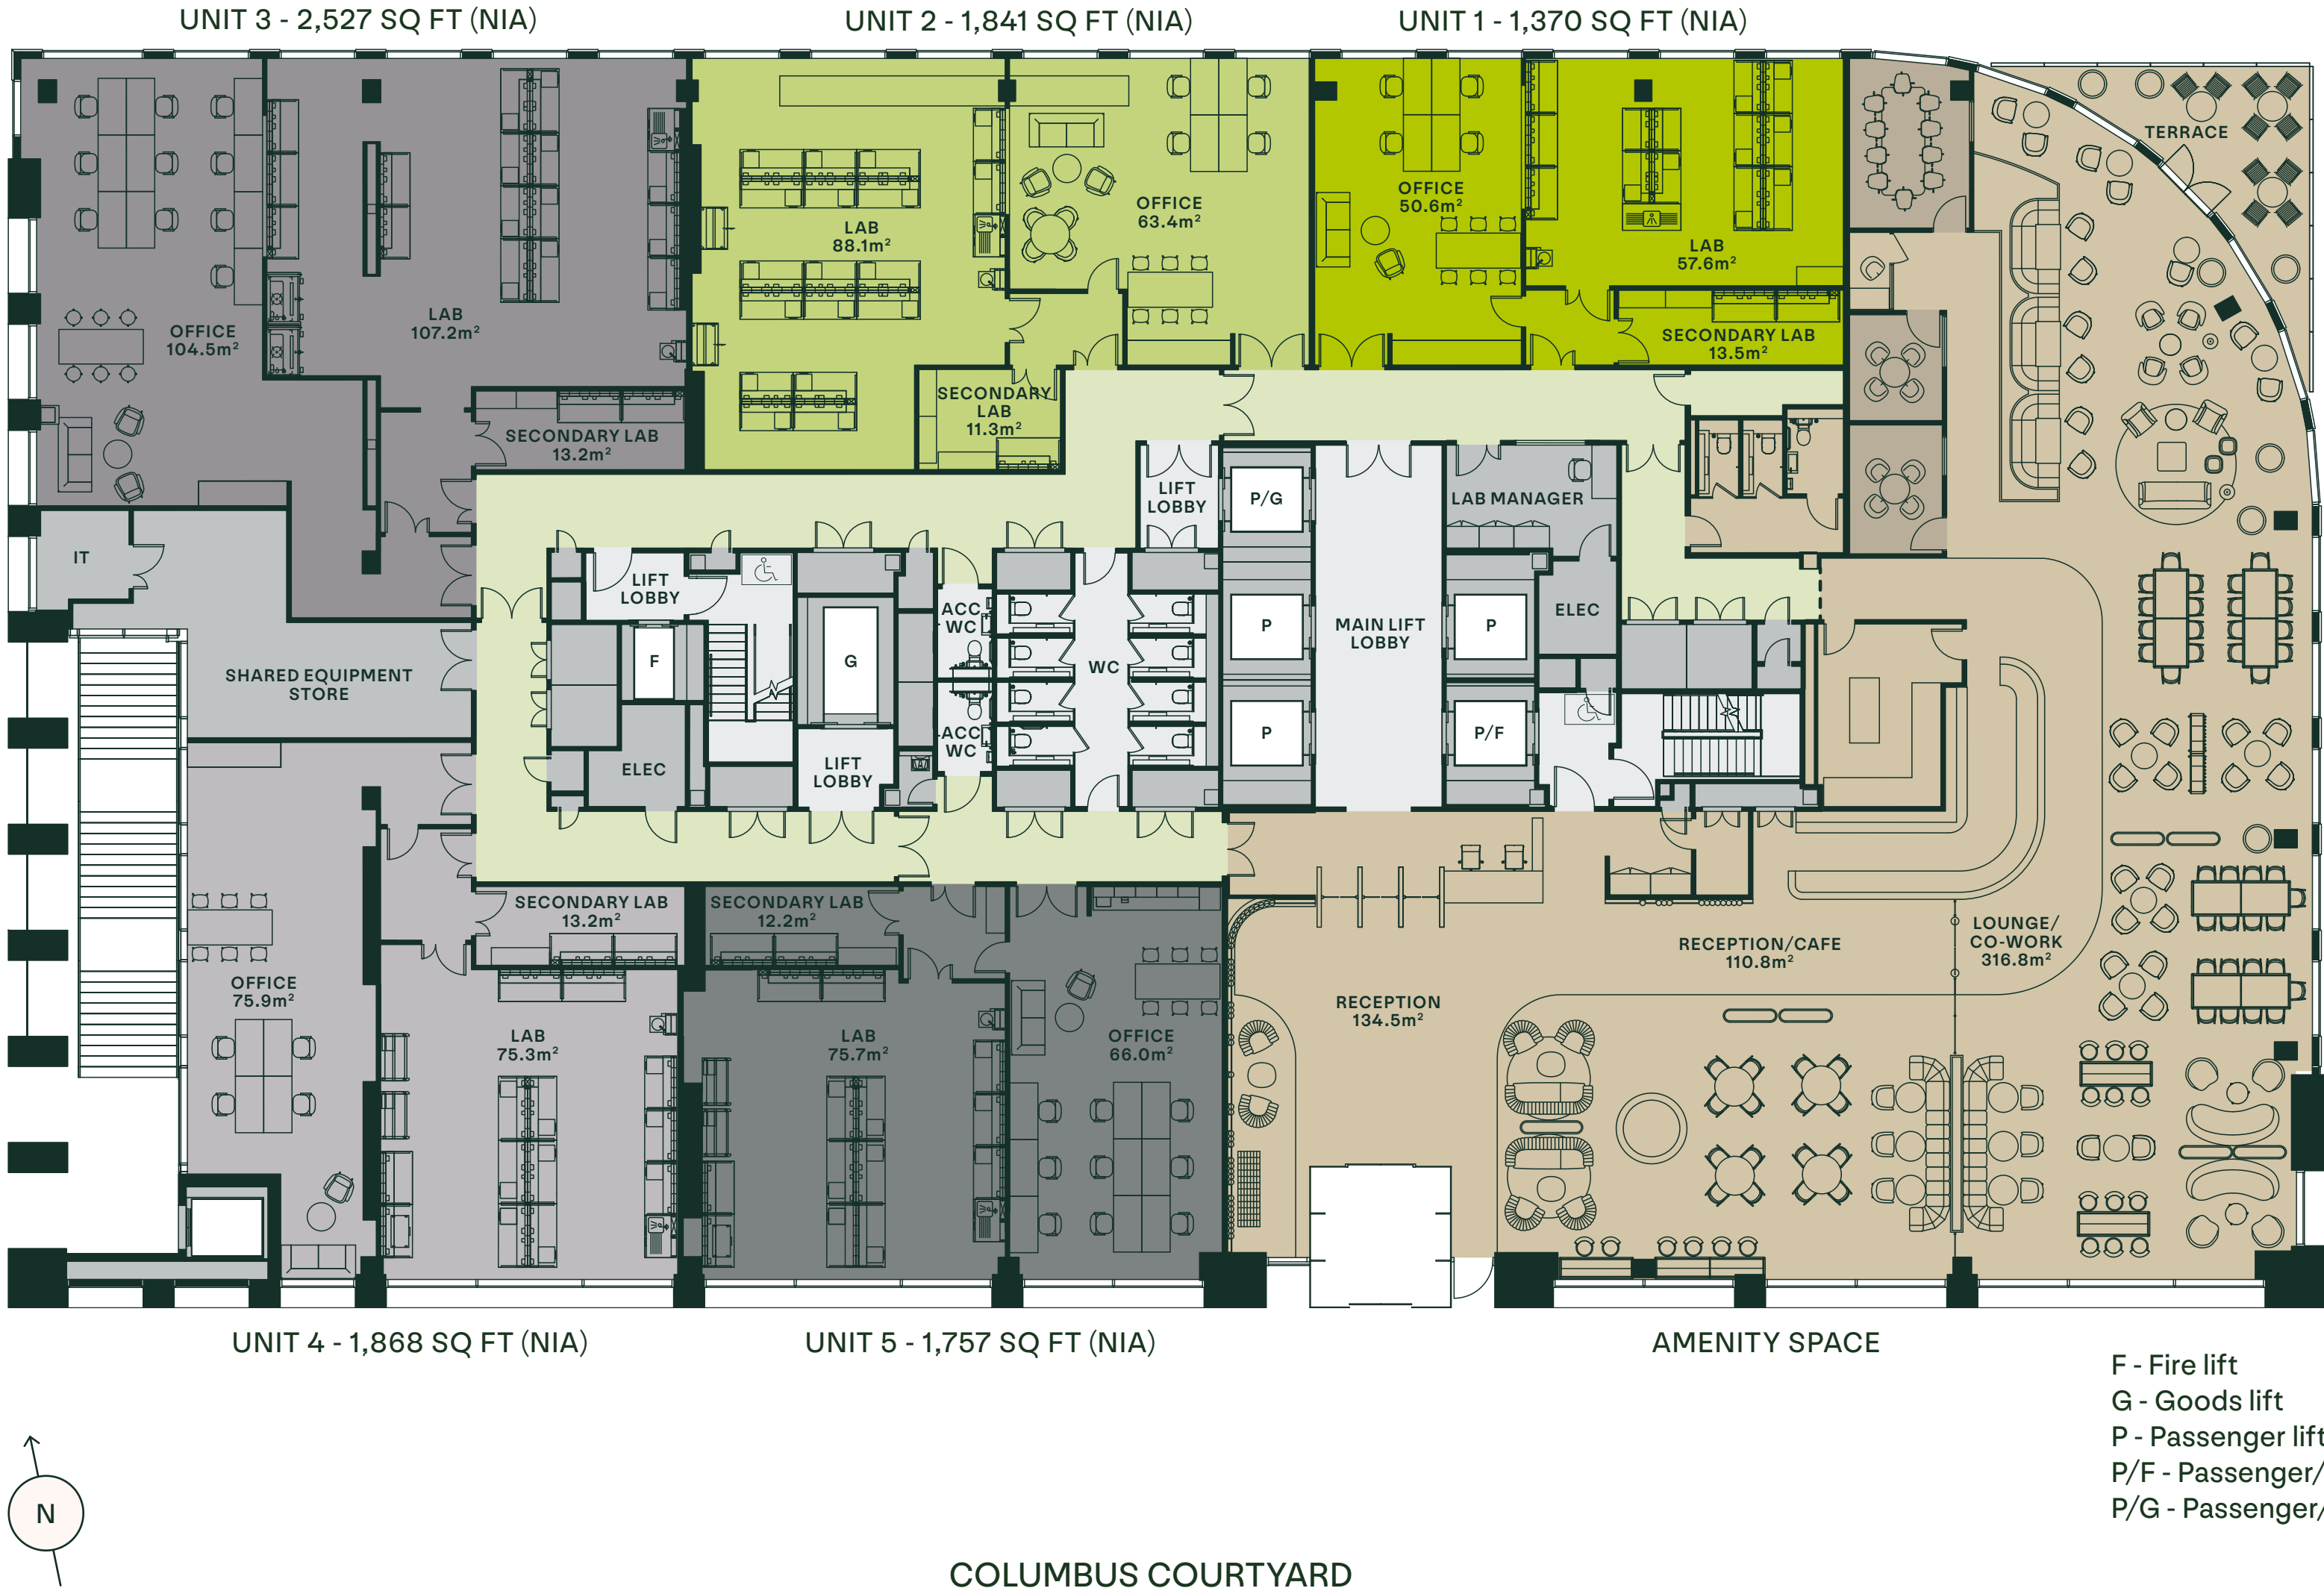 UNIT 3 - 2,527 SQ FT (NIA)
UNIT 2 - 1,841 SQ FT (NIA)
UNIT 1 - 1,370 SQ FT (NIA)
TERRACE
OFFICE
104.5m²
LAB
107.2m²
SECONDARY LAB
13.2m²
LAB
88.1m²
OFFICE
63.4m²
SECONDARY
LAB
11.3m²
OFFICE
50.6m²
LAB
57.6m²
SECONDARY LAB
13.5m²
IT
SHARED EQUIPMENT
STORE
LIFT
LOBBY
F
ELEC
G
LIFT
LOBBY
ACC
WC
ACC
WC
WC
LIFT
LOBBY
P/G
P
P
MAIN LIFT
LOBBY
LAB MANAGER
P
ELEC
P/F
OFFICE
75.9m²
SECONDARY LAB
13.2m²
LAB
75.3m²
SECONDARY LAB
12.2m²
LAB
75.7m²
OFFICE
66.0m²
RECEPTION
134.5m²
RECEPTION/CAFE
110.8m²
LOUNGE/
CO-WORK
316.8m²
UNIT 4 - 1,868 SQ FT (NIA)
UNIT 5 - 1,757 SQ FT (NIA)
AMENITY SPACE
F - Fire lift
G - Goods lift
P - Passenger lift
P/F - Passenger/
P/G - Passenger/
N
COLUMBUS COURTYARD